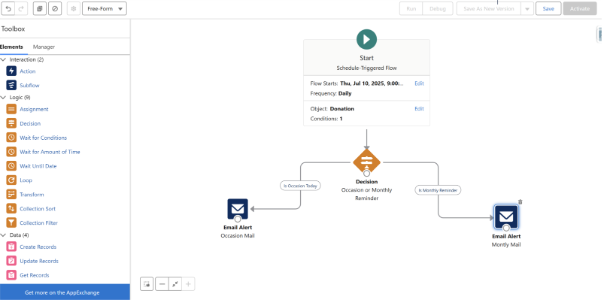 Free-Form
Run
Debug
Save As New Version
Save
Activate
Toolbox
Elements
Manager
Interaction (2)
Action
Subflow
Logic (9)
Assignment
Decision
Wait for Conditions
Wait for Amount of Time
Wait Until Date
Loop
Transform
Collection Sort
Collection Filter
Data (4)
Create Records
Update Records
Get Records
Get more on the AppExchange
Start
Schedule-Triggered Flow
Flow Starts: Thu, Jul 10, 2025, 9:00... Edit
Frequency: Daily
Object: Donation Edit
Conditions: 1
Decision
Occasion or Monthly
Reminder
Is Occasion Today
Is Monthly Reminder
Email Alert
Occasion Mail
Email Alert
Montly Mail